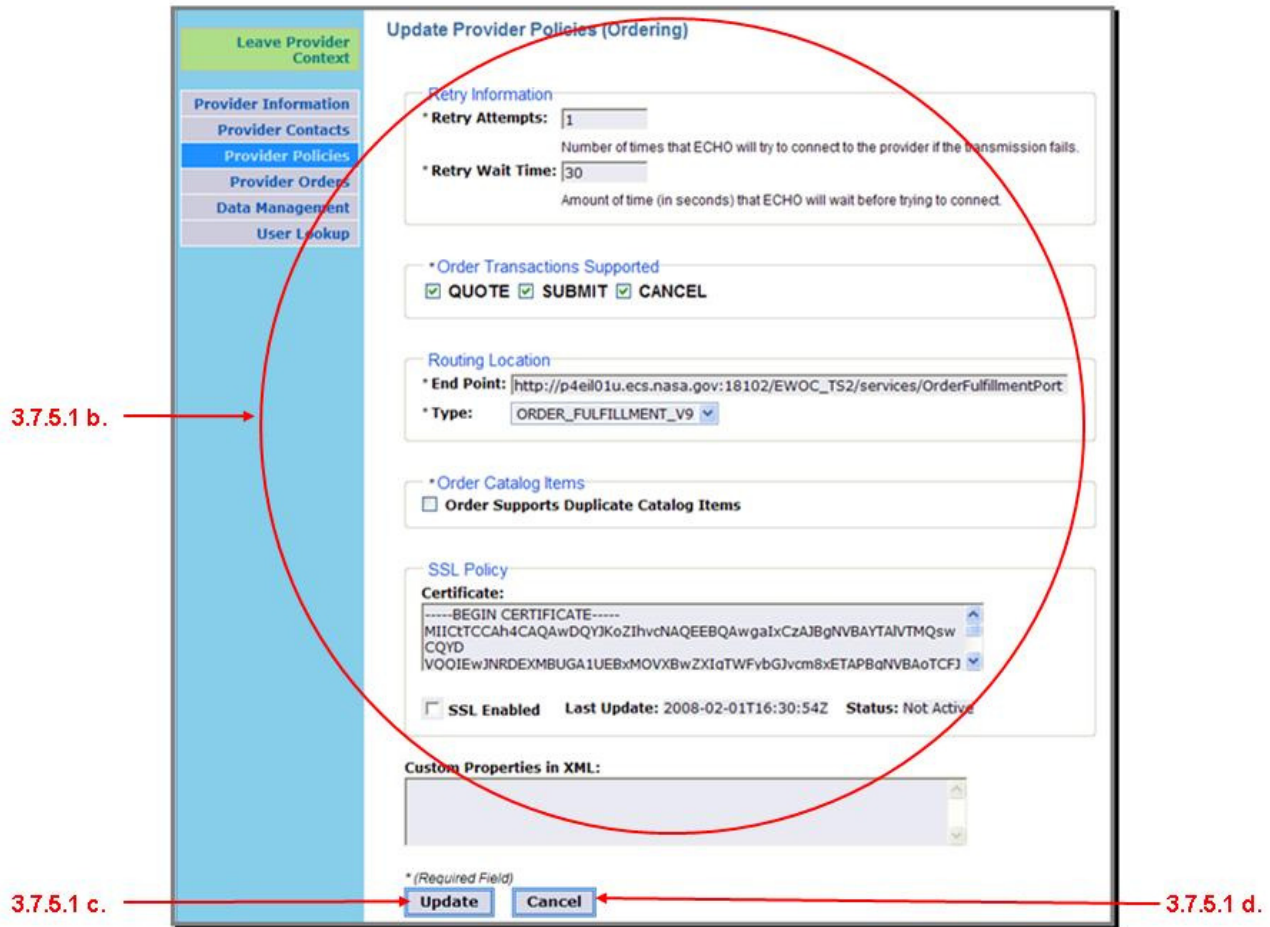 Update Provider Policies (Ordering)
Leave Provider
Context
Provider Information
Provider Contacts
Provider Policies
Provider Orders
Data Management
User Lookup
Retry Information
*Retry Attempts: 1
Number of times that ECHO will try to connect to the provider if the transmission fails.
*Retry Wait Time: 30
Amount of time (in seconds) that ECHO will wait before trying to connect.
*Order Transactions Supported
QUOTE SUBMIT CANCEL
Routing Location
*End Point: http://p4eil01u.ecs.nasa.gov:18102/EWOC_TS2/services/OrderFulfillmentPort
*Type: ORDER_FULFILLMENT_V9
3.7.5.1 b.
*Order Catalog Items
Order Supports Duplicate Catalog Items
SSL Policy
Certificate:
-----BEGIN CERTIFICATE-----
MIICtTCCAh4CAQAwDQYJKoZIhvcNAQEEBQAwgaIxCzAJBgNVBAYTAlVTMQsw
CQYD
VQQIEwJNRDEXMBUGA1UEBxMOVXBwZXIgTWFybGJvcm8xETAPBgNVBAoTCFJ
SSL Enabled Last Update: 2008-02-01T16:30:54Z Status: Not Active
Custom Properties in XML:
* (Required Field)
3.7.5.1 c.
Update Cancel
3.7.5.1 d.